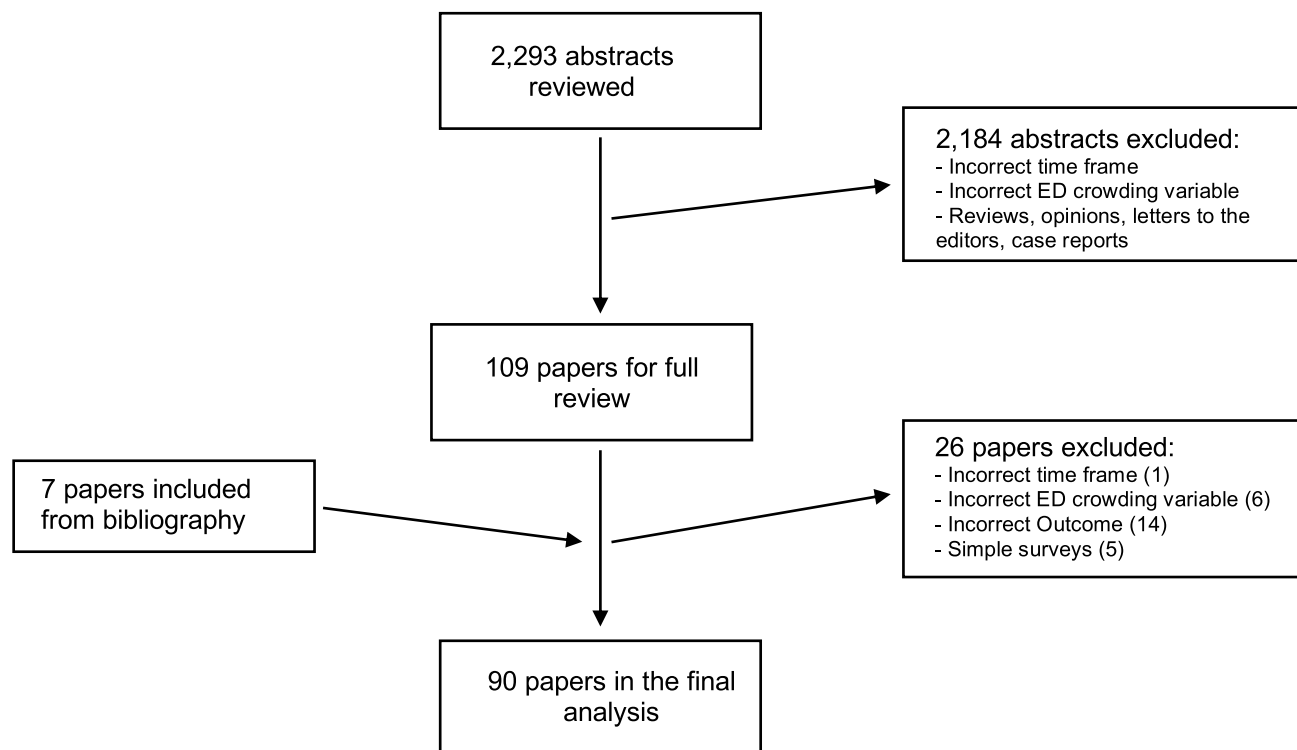 2,293 abstracts
reviewed
2,184 abstracts excluded:
- Incorrect time frame
- Incorrect ED crowding variable
- Reviews, opinions, letters to the
editors, case reports
109 papers for full
review
7 papers included
from bibliography
26 papers excluded:
- Incorrect time frame (1)
- Incorrect ED crowding variable (6)
- Incorrect Outcome (14)
- Simple surveys (5)
90 papers in the final
analysis